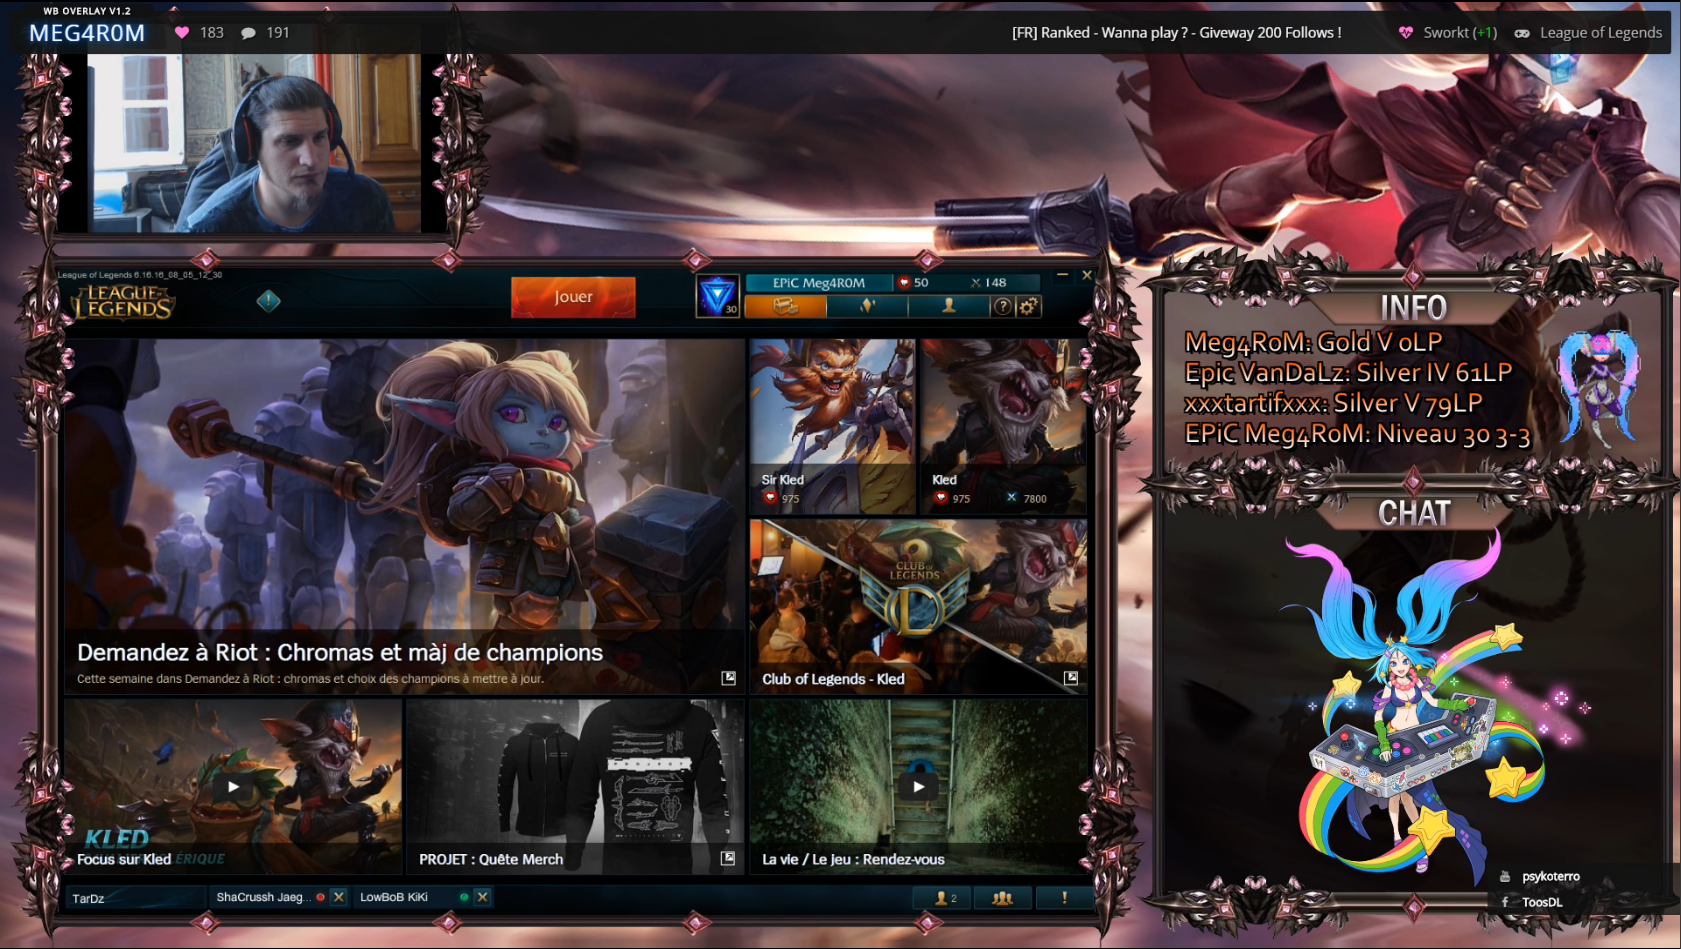 WB OVERLAY V1.2
MEG4R0M
183
191
[FR] Ranked - Wanna play ? - Giveway 200 Follows !
Sworkt (+1)
League of Legends
League of Legends 6.16.16_08_05_12_30
LEAGUE OF LEGENDS
Jouer
30
EPiC Meg4R0M
50
148
?
INFO
Meg4RoM: Gold V 0LP
Epic VanDaLz: Silver IV 61LP
xxxtartifxxx: Silver V 79LP
EPiC Meg4RoM: Niveau 30 3-3
Sir Kled
975
Kled
975
7800
CHAT
CLUB OF
LEGENDS
Demandez à Riot : Chromas et màj de champions
Cette semaine dans Demandez à Riot : chromas et choix des champions à mettre à jour.
Club of Legends - Kled
KLED
Focus sur Kled
PROJET : Quête Merch
La vie / Le jeu : Rendez-vous
TarDz
ShaCrussh Jaeg...
LowBoB KiKi
2
!
psykoterro
ToosDL